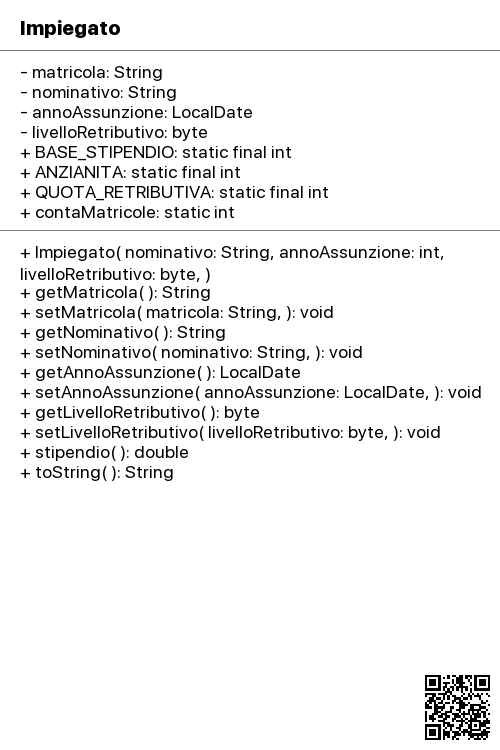 Impiegato
- matricola: String
- nominativo: String
- annoAssunzione: LocalDate
- livelloRetributivo: byte
+ BASE_STIPENDIO: static final int
+ ANZIANITA: static final int
+ QUOTA_RETRIBUTIVA: static final int
+ contaMatricole: static int
+ Impiegato( nominativo: String, annoAssunzione: int,
livelloRetributivo: byte, )
+ getMatricola( ): String
+ setMatricola( matricola: String, ): void
+ getNominativo( ): String
+ setNominativo( nominativo: String, ): void
+ getAnnoAssunzione( ): LocalDate
+ setAnnoAssunzione( annoAssunzione: LocalDate, ): void
+ getLivelloRetributivo( ): byte
+ setLivelloRetributivo( livelloRetributivo: byte, ): void
+ stipendio( ): double
+ toString( ): String